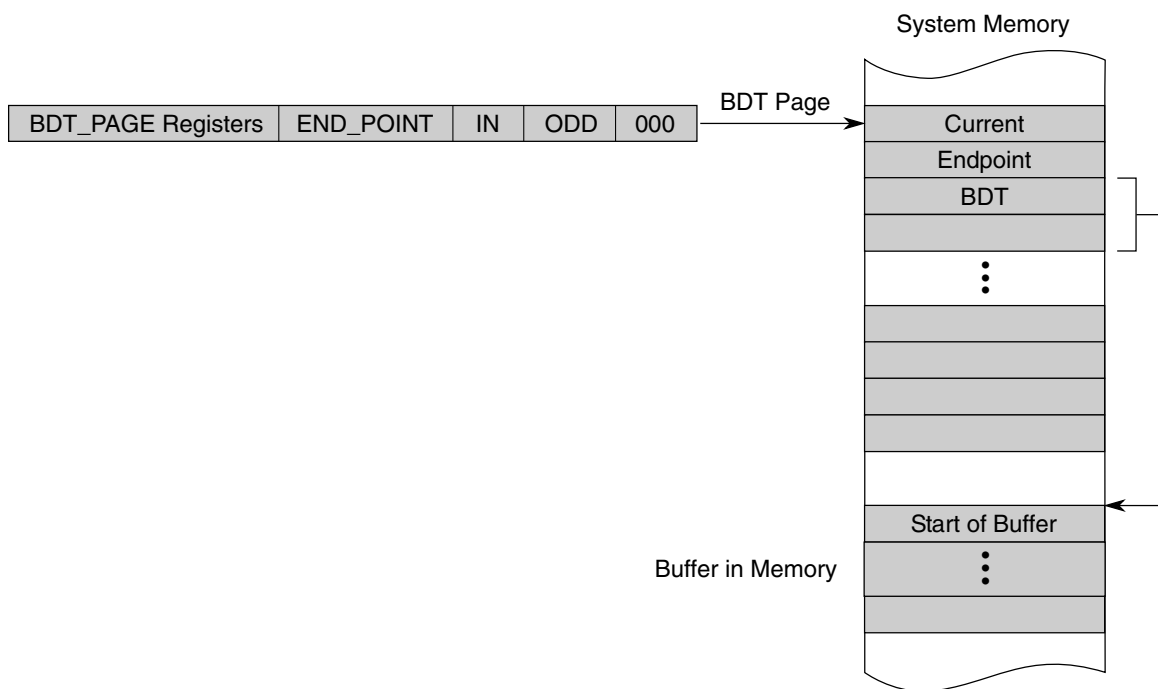 System Memory
BDT_PAGE Registers
END_POINT
IN
ODD
000
BDT Page
Current
Endpoint
BDT
Start of Buffer
Buffer in Memory